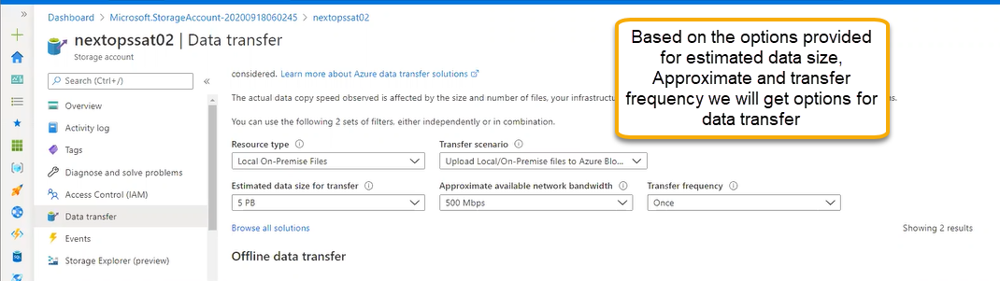 Dashboard > Microsoft.StorageAccount-20200918060245 > nextopssat02
nextopssat02 | Data transfer
Storage account
Search (Ctrl+/)
Overview
Activity log
Tags
Diagnose and solve problems
Access Control (IAM)
Data transfer
Events
Storage Explorer (preview)
considered. Learn more about Azure data transfer solutions
The actual data copy speed observed is affected by the size and number of files, your infrastructu
ns.
You can use the following 2 sets of filters, either independently or in combination.
Resource type
Transfer scenario
Local On-Premise Files
Upload Local/On-Premise files to Azure Blo...
Estimated data size for transfer
Approximate available network bandwidth
Transfer frequency
5 PB
500 Mbps
Once
Browse all solutions
Showing 2 results
Offline data transfer
Based on the options provided
for estimated data size,
Approximate and transfer
frequency we will get options for
data transfer